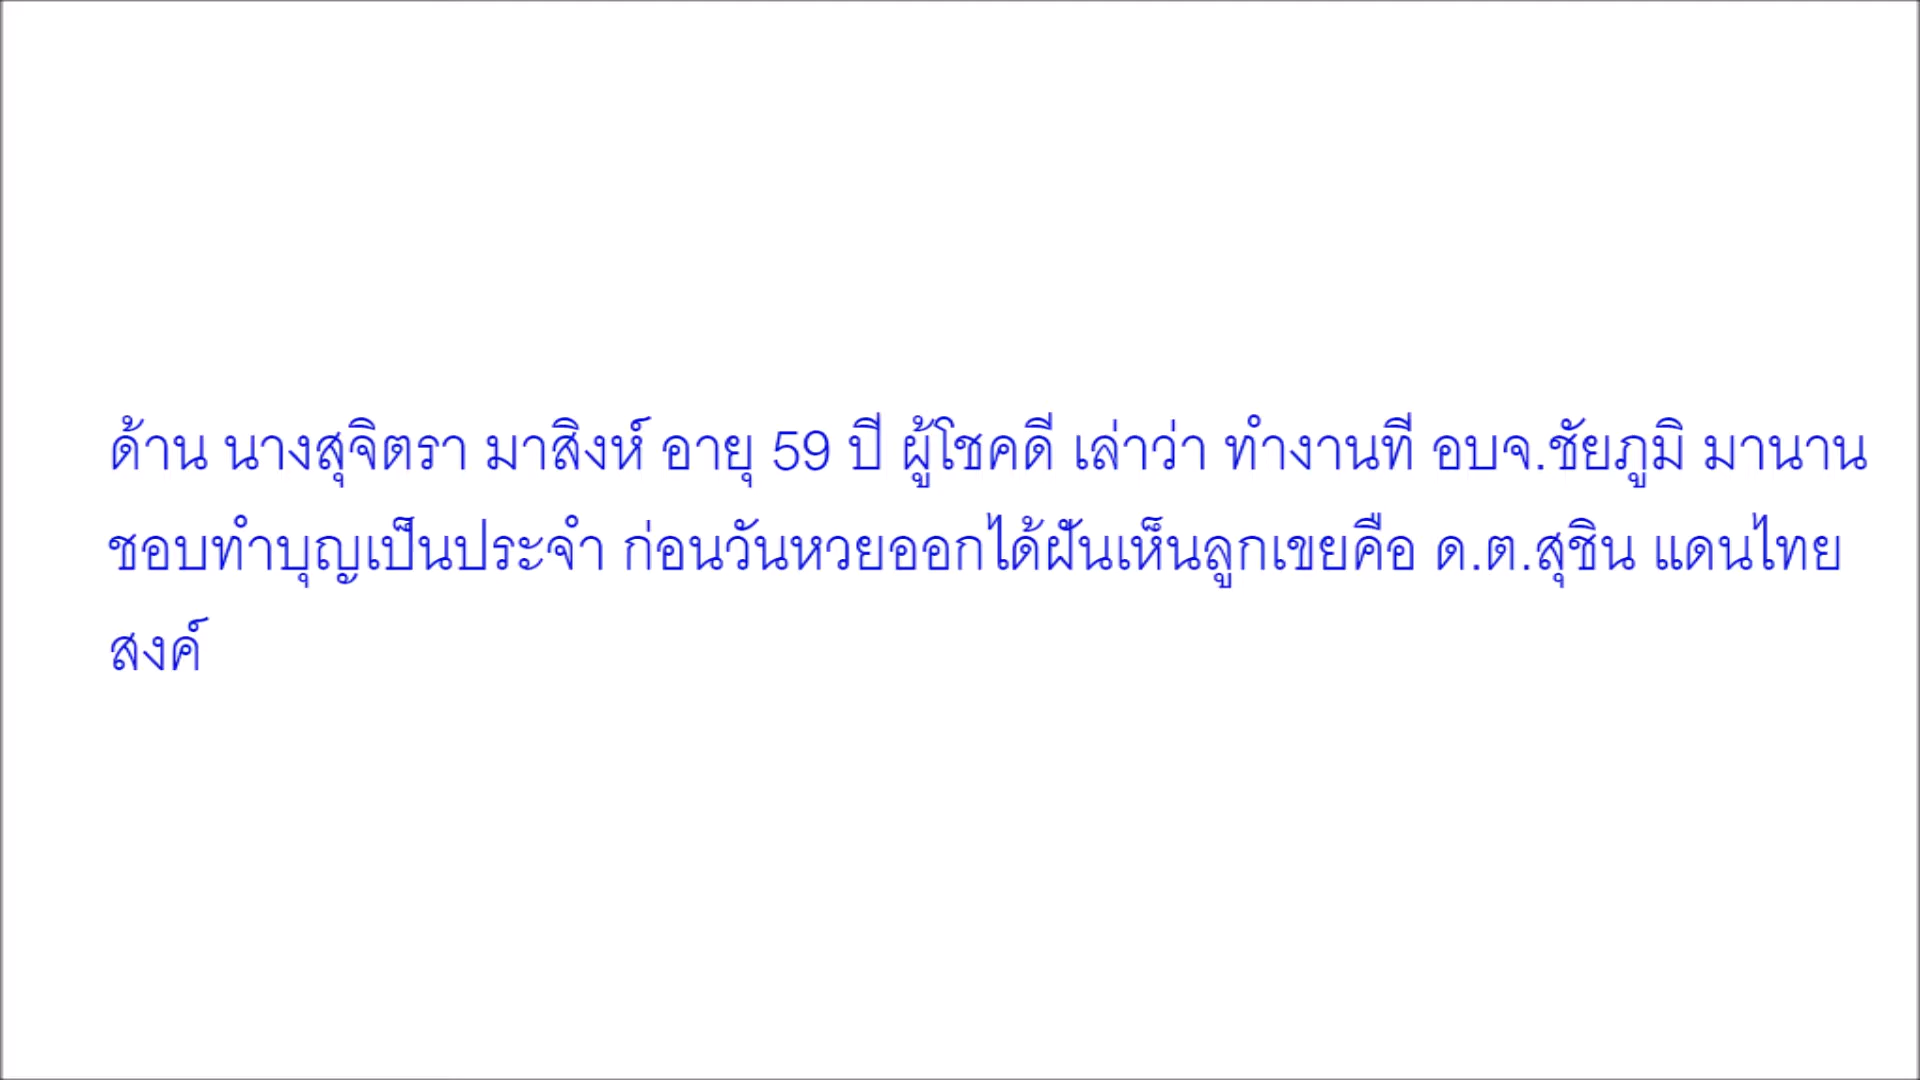 ด้าน นางสุจิตรา มาสิงห์ อายุ 59 ปี ผู้โชคดี เล่าว่า ทำงานที่ อบจ.ชัยภูมิ มานาน
ชอบทำบุญเป็นประจำ ก่อนวันหวยออกได้ฝันเห็นลูกเขยคือ ด.ต.สุชิน แดนไทย
สงค์